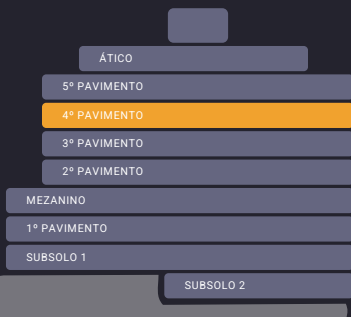 ÁTICO
5º PAVIMENTO
4º PAVIMENTO
3º PAVIMENTO
2º PAVIMENTO
MEZANINO
1º PAVIMENTO
SUBSOLO 1
SUBSOLO 2